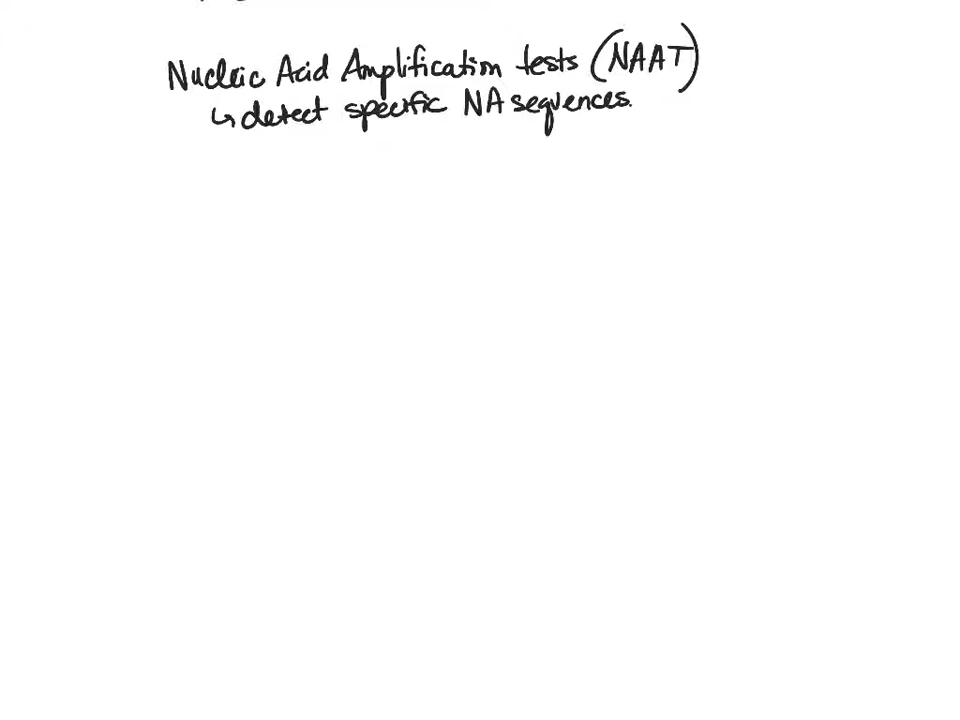 Nucleic Acid Amplification tests (NAAT)
↳ detect specific NA sequences.